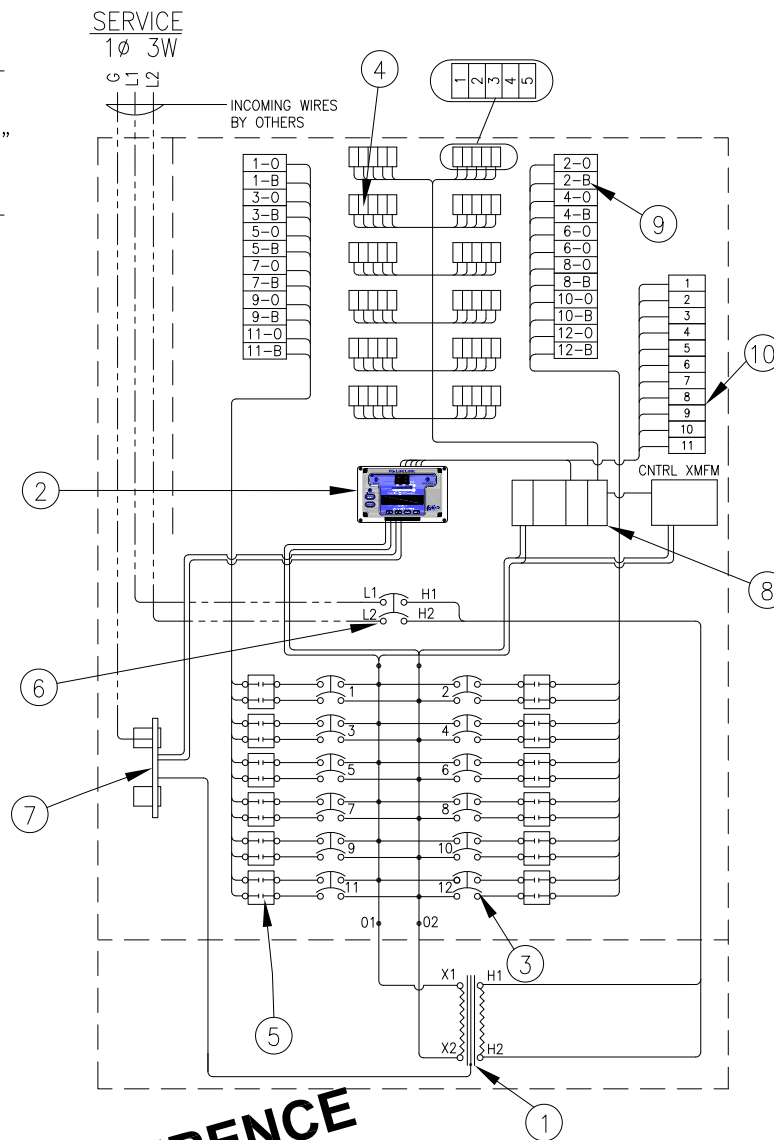 SERVICE
1Ø 3W
G L1 L2
INCOMING WIRES
BY OTHERS
"
4
1 2 3 4 5
1-O
1-B
3-O
3-B
5-O
5-B
7-O
7-B
9-O
9-B
11-O
11-B
2-O
2-B
4-O
4-B
6-O
6-O
8-O
8-B
10-O
10-B
12-O
12-B
9
1
2
3
4
5
6
7
8
9
10
11
10
CNTRL XMFM
2
8
L1 H1
L2 H2
6
1 2
3 4
5 6
7 8
9 10
11 12
7
O1 O2
3
5
X1 H1
X2 H2
1